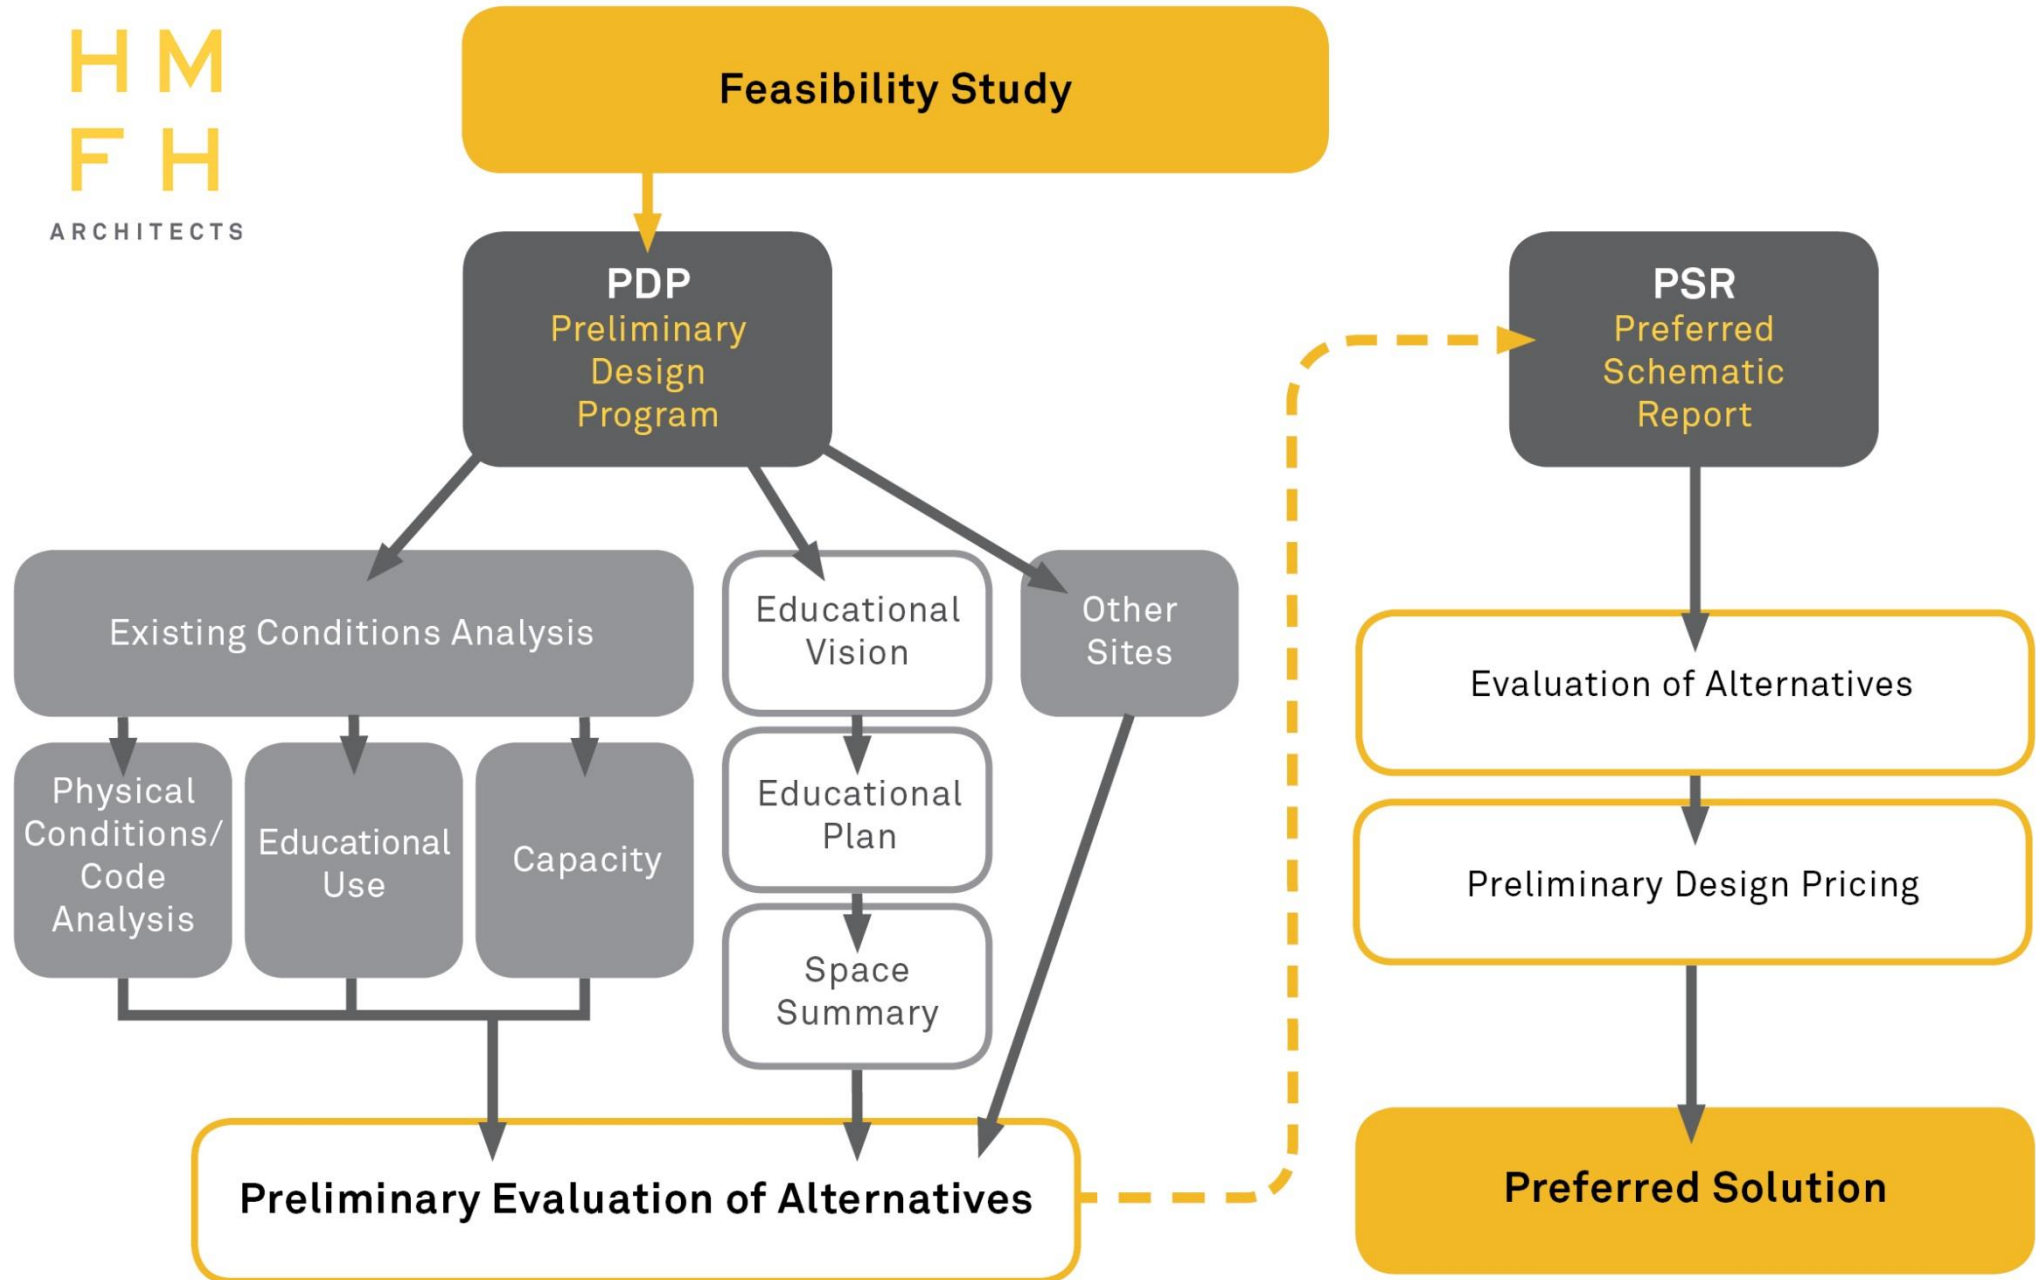 H M
F H
ARCHITECTS
Feasibility Study
PDP
Preliminary
Design
Program
PSR
Preferred
Schematic
Report
Existing Conditions Analysis
Educational
Vision
Other
Sites
Physical
Conditions/
Code
Analysis
Educational
Use
Capacity
Educational
Plan
Space
Summary
Preliminary Evaluation of Alternatives
Evaluation of Alternatives
Preliminary Design Pricing
Preferred Solution